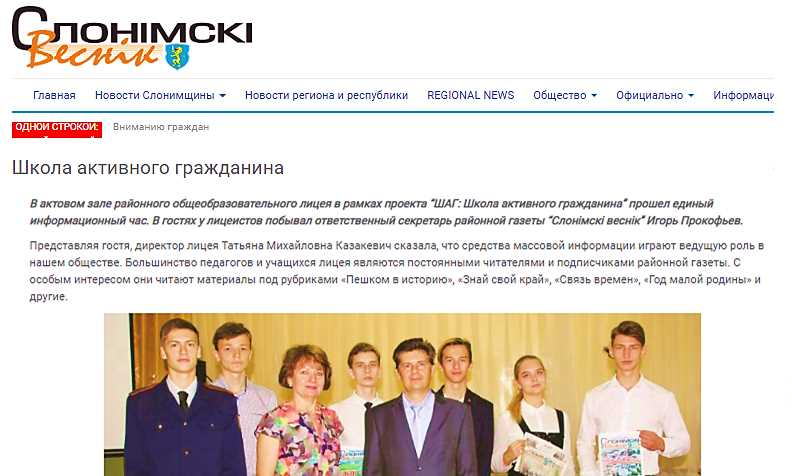 Слонімскі
Веснік
Главная Новости Слонимщины Новости региона и республики REGIONAL NEWS Общество Официально Информаци
ОДНОЙ СТРОКОЙ: Вниманию граждан
Школа активного гражданина
В актовом зале районного общеобразовательного лицея в рамках проекта "ШАГ: Школа активного гражданина" прошел единый
информационный час. В гостях у лицеистов побывал ответственный секретарь районной газеты "Слонімскі веснік" Игорь Прокофьев.
Представляя гостя, директор лицея Татьяна Михайловна Казакевич сказала, что средства массовой информации играют ведущую роль в
нашем обществе. Большинство педагогов и учащихся лицея являются постоянными читателями и подписчиками районной газеты. С
особым интересом они читают материалы под рубриками «Пешком в историю», «Знай свой край», «Связь времен», «Год малой родины» и
другие.
Слонімскі